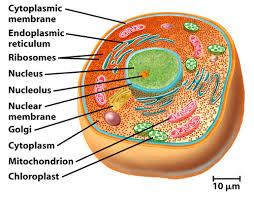 Cytoplasmic
membrane
Endoplasmic
reticulum
Ribosomes
Nucleus
Nucleolus
Nuclear
membrane
Golgi
Cytoplasm
Mitochondrion
Chloroplast
10 µm